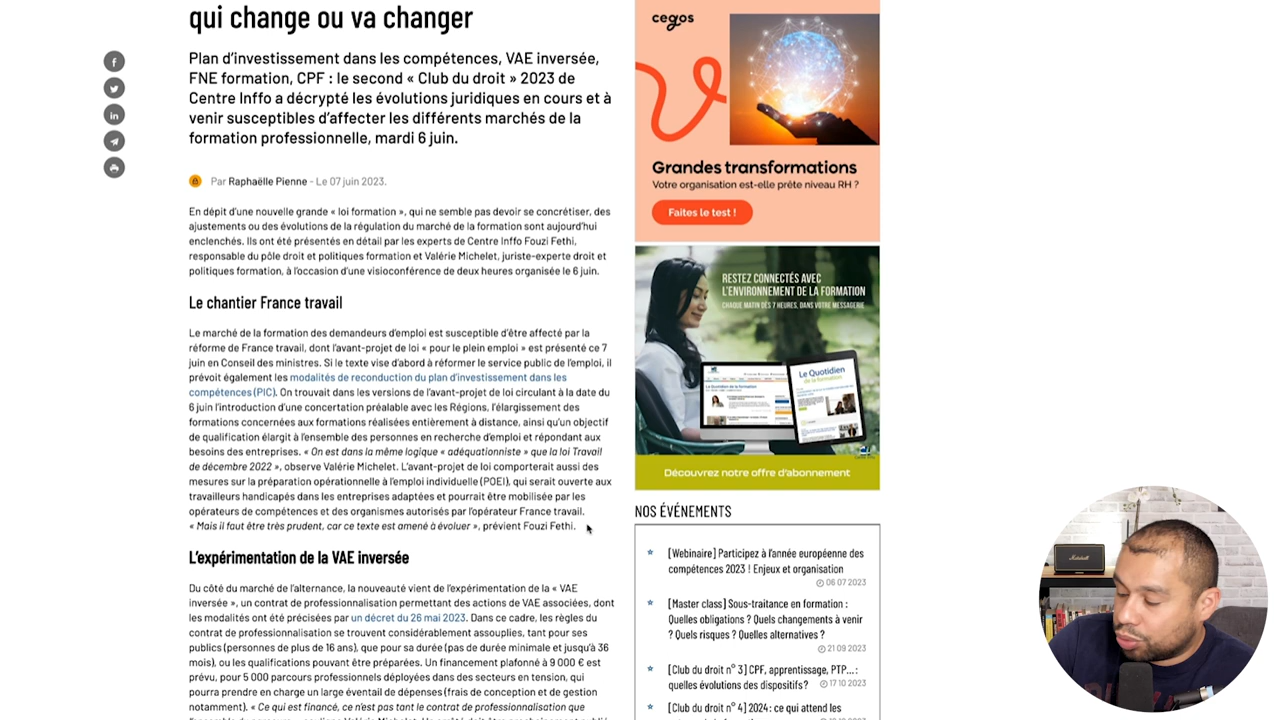 qui change ou va changer
Plan d’investissement dans les compétences, VAE inversée,
FNE formation, CPF : le second « Club du droit » 2023 de
Centre Inffo a décrypté les évolutions juridiques en cours et à
venir susceptibles d’affecter les différents marchés de la
formation professionnelle, mardi 6 juin.
Par Raphaëlle Pienne - Le 07 juin 2023.
En dépit d’une nouvelle grande « loi formation », qui ne semble pas devoir se concrétiser, des
ajustements ou des évolutions de la régulation du marché de la formation sont aujourd’hui
enclenchés. Ils ont été présentés en détail par les experts de Centre Inffo Fouzi Fethi,
responsable du pôle droit et politiques formation et Valérie Michelet, juriste-experte droit et
politiques formation, à l’occasion d’une visioconférence de deux heures organisée le 6 juin.
Le chantier France travail
Le marché de la formation des demandeurs d’emploi est susceptible d’être affecté par la
réforme de France travail, dont l’avant-projet de loi « pour le plein emploi » est présenté ce 7
juin en Conseil des ministres. Si le texte vise d’abord à réformer le service public de l’emploi, il
prévoit également les modalités de reconduction du plan d’investissement dans les
compétences (PIC). On trouvait dans les versions de l’avant-projet de loi circulant à la date du
6 juin l’introduction d’une concertation préalable avec les Régions, l’élargissement des
formations concernées aux formations réalisées entièrement à distance, ainsi qu’un objectif
de qualification élargit à l’ensemble des personnes en recherche d’emploi et répondant aux
besoins des entreprises. « On est dans la même logique « adéquationniste » que la loi Travail
de décembre 2022 », observe Valérie Michelet. L’avant-projet de loi comporterait aussi des
mesures sur la préparation opérationnelle à l’emploi individuelle (POEI), qui serait ouverte aux
travailleurs handicapés dans les entreprises adaptées et pourrait être mobilisée par les
opérateurs de compétences et des organismes autorisés par l’opérateur France travail.
« Mais il faut être très prudent, car ce texte est amené à évoluer », prévient Fouzi Fethi.
L’expérimentation de la VAE inversée
Du côté du marché de l’alternance, la nouveauté vient de l’expérimentation de la « VAE
inversée », un contrat de professionnalisation permettant des actions de VAE associées, dont
les modalités ont été précisées par un décret du 26 mai 2023. Dans ce cadre, les règles du
contrat de professionnalisation se trouvent considérablement assouplies, tant pour ses
publics (personnes de plus de 16 ans), que pour sa durée (pas de durée minimale et jusqu’à 36
mois), ou les qualifications pouvant être préparées. Un financement plafonné à 9 000 € est
prévu, pour 5 000 parcours professionnels déployées dans des secteurs en tension, qui
pourra prendre en charge un large éventail de dépenses (frais de conception et de gestion
notamment). « Ce qui est financé, ce n’est pas tant le contrat de professionnalisation que
cegos
Grandes transformations
Votre organisation est-elle prête niveau RH ?
Faites le test !
RESTEZ CONNECTÉS AVEC
L’ENVIRONNEMENT DE LA FORMATION
CHAQUE MATIN DÈS 7 HEURES, DANS VOTRE MESSAGERIE
Le Quotidien
de la formation
Découvrez notre offre d’abonnement
NOS ÉVÉNEMENTS
[Webinaire] Participez à l’année européenne des
compétences 2023 ! Enjeux et organisation
06 07 2023
[Master class] Sous-traitance en formation :
Quelles obligations ? Quels changements à venir
? Quels risques ? Quelles alternatives ?
21 09 2023
[Club du droit n° 3] CPF, apprentissage, PTP… :
quelles évolutions des dispositifs ? 17 10 2023
[Club du droit n° 4] 2024 : ce qui attend les
Marshall